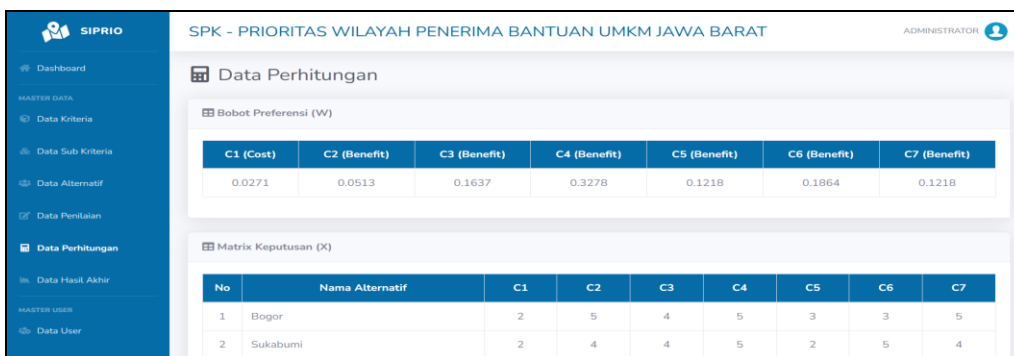 SIPRIO
SPK - PRIORITAS WILAYAH PENERIMA BANTUAN UMKM JAWA BARAT
ADMINISTRATOR
Dashboard
MASTER DATA
Data Kriteria
Data Sub Kriteria
Data Alternatif
Data Penilaian
Data Perhitungan
Data Hasil Akhir
MASTER USER
Data User
Data Perhitungan
Bobot Preferensi (W)
C1 (Cost) C2 (Benefit) C3 (Benefit) C4 (Benefit) C5 (Benefit) C6 (Benefit) C7 (Benefit)
0.0271 0.0513 0.1637 0.3278 0.1218 0.1864 0.1218
Matrix Keputusan (X)
No Nama Alternatif C1 C2 C3 C4 C5 C6 C7
1 Bogor 2 5 4 5 3 3 5
2 Sukabumi 2 4 4 5 2 5 4